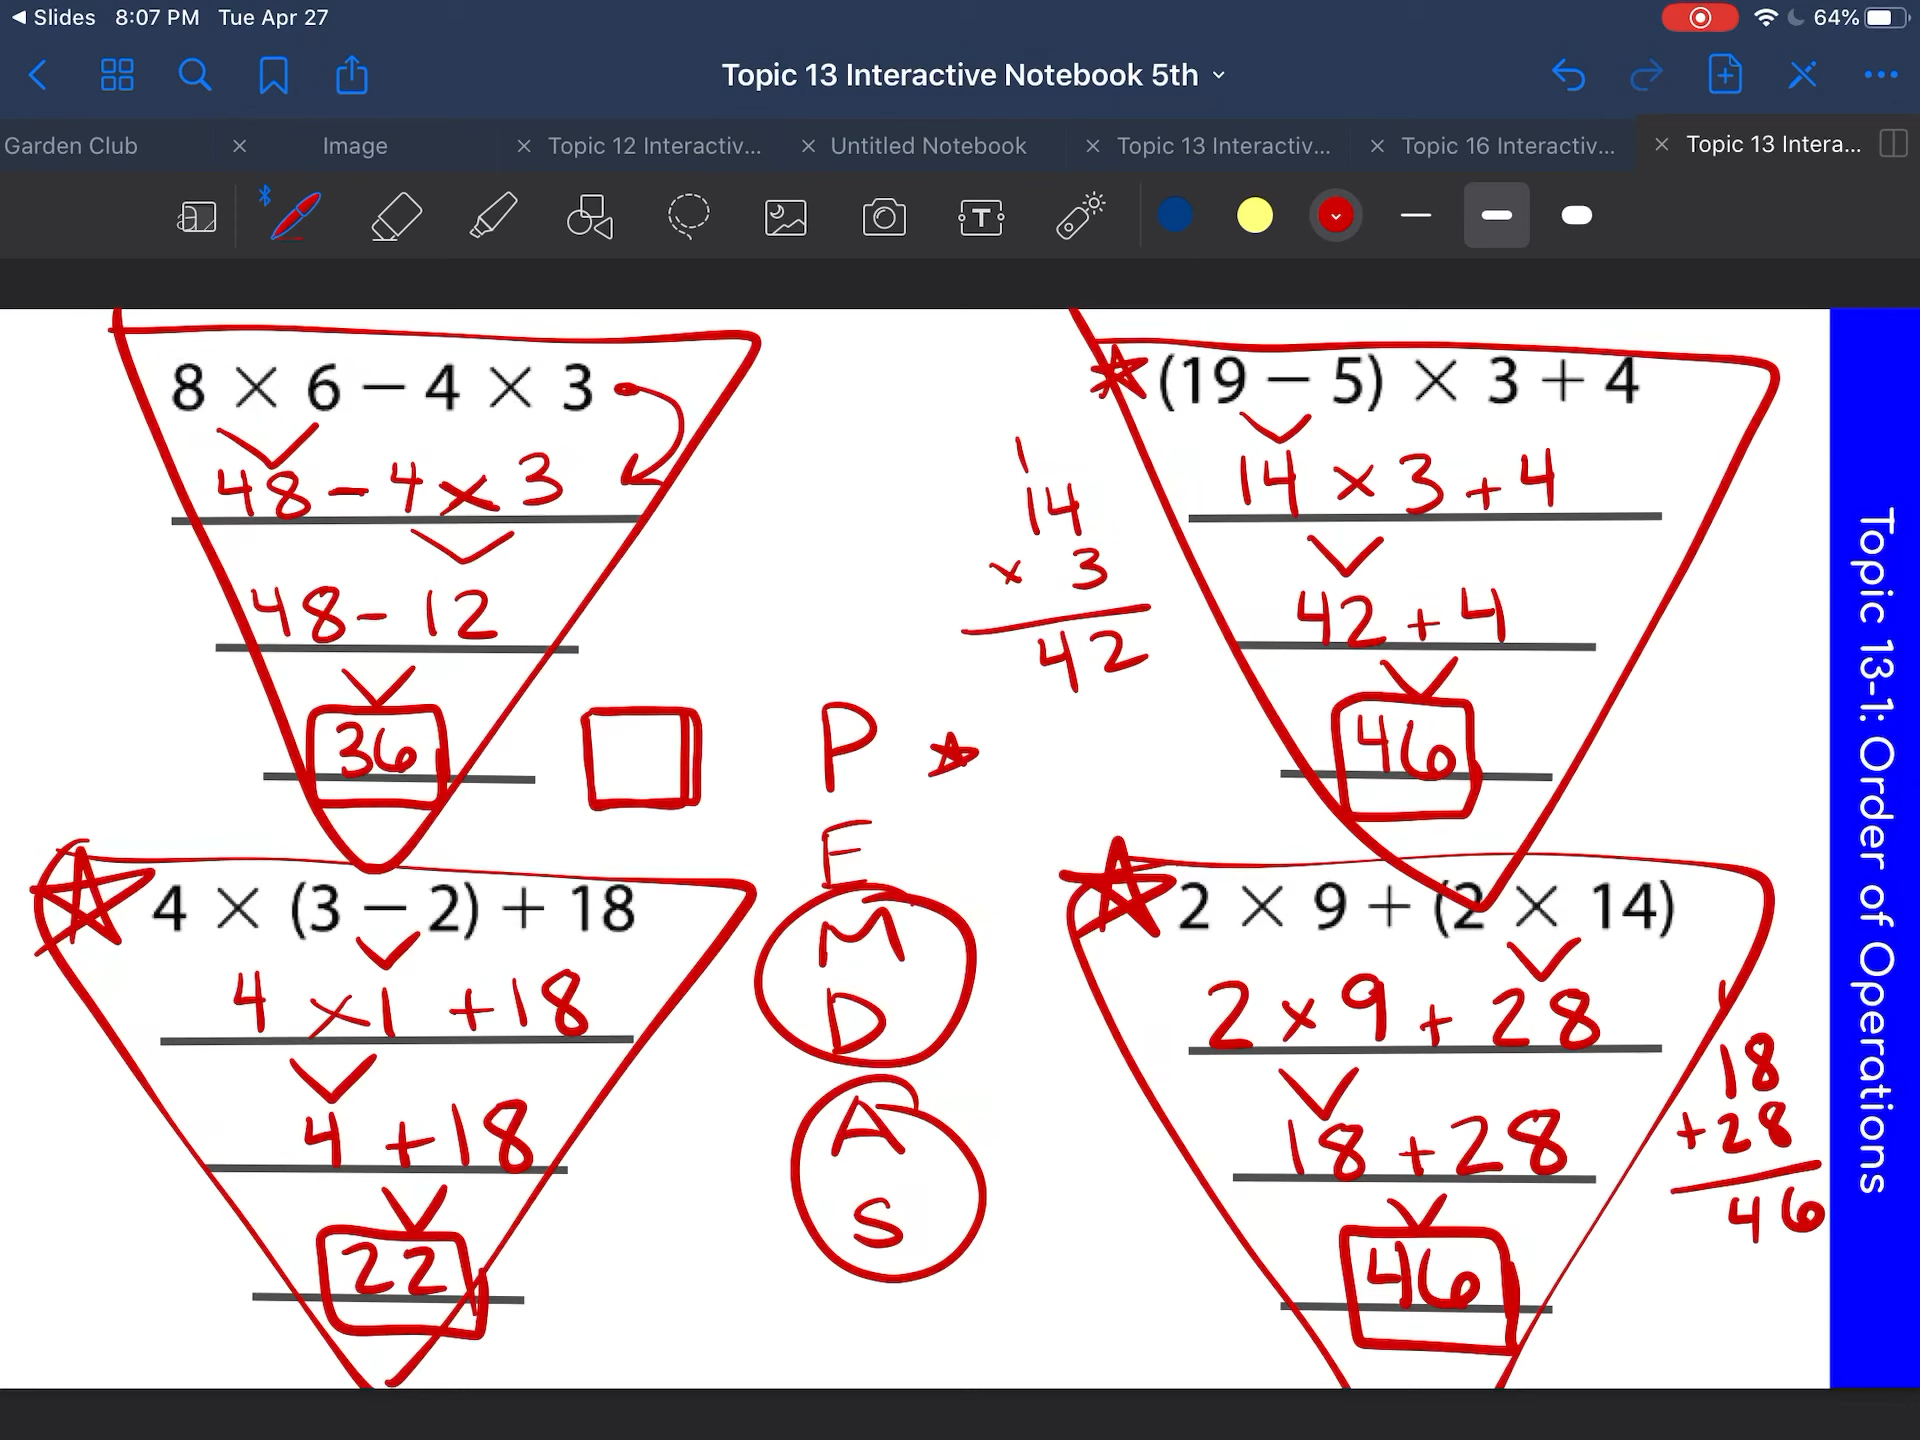 Slides 8:07 PM Tue Apr 27
64%
Topic 13 Interactive Notebook 5th
Garden Club
Image
Topic 12 Interactiv...
Untitled Notebook
Topic 13 Interactiv...
Topic 16 Interactiv...
Topic 13 Intera...
a
T
8 × 6 − 4 × 3
48 - 4 x 3
48 - 12
36
(19 − 5) × 3 + 4
14 x 3 + 4
42 + 4
46
1
14
x 3
42
P
E
M
D
A
S
4 × (3 − 2) + 18
4 x 1 + 18
4 + 18
22
2 × 9 + (2 × 14)
2 x 9 + 28
18 + 28
46
1
18
+28
46
Topic 13-1: Order of Operations